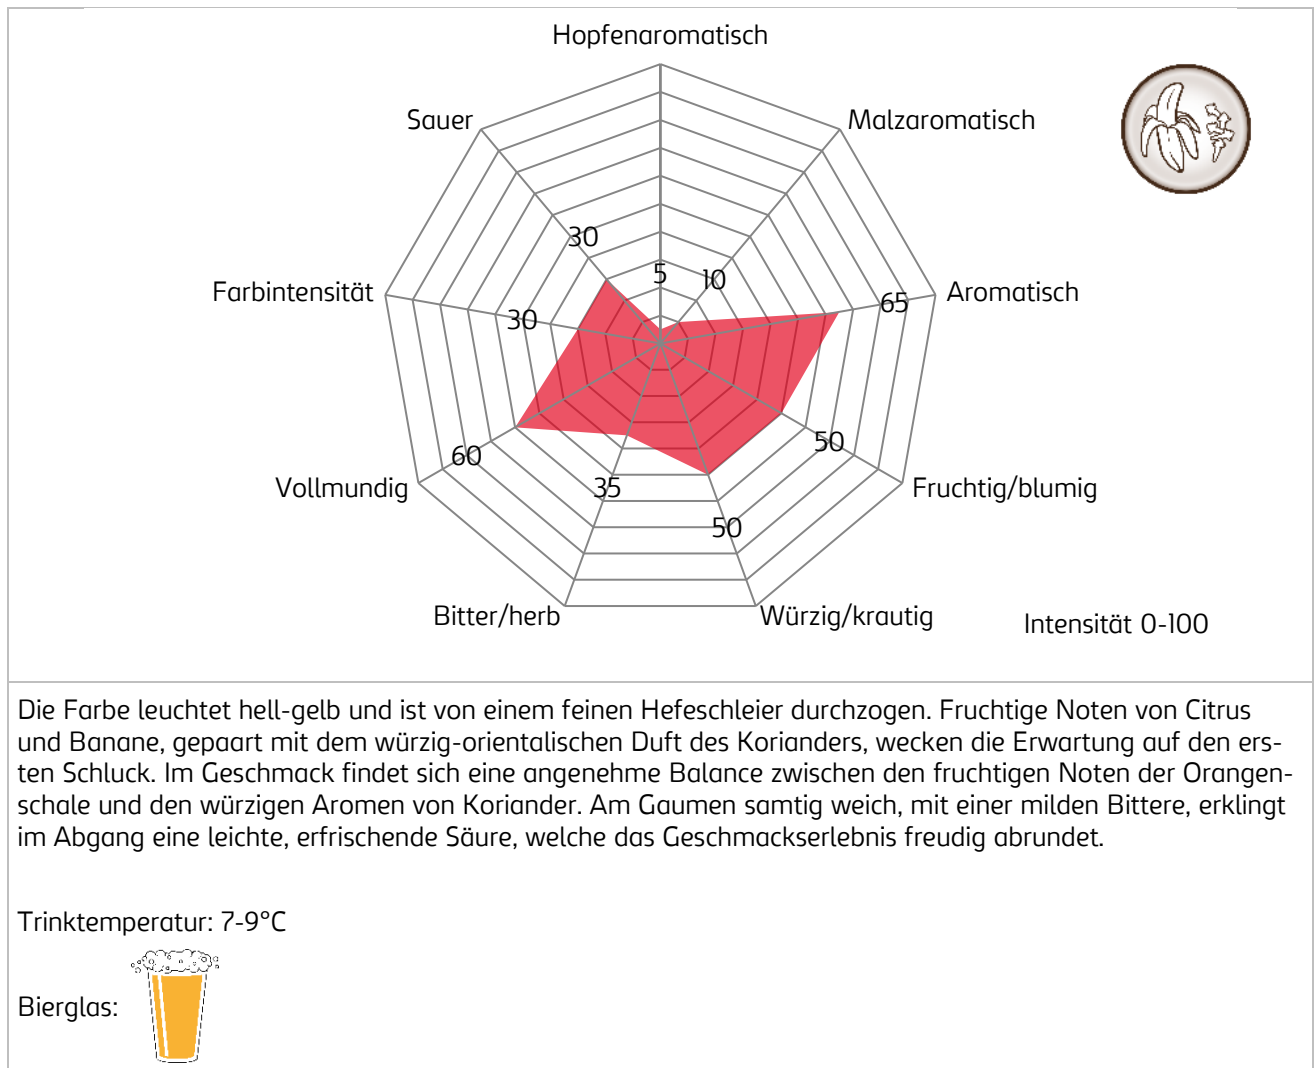 Hopfenaromatisch
Sauer
Malzaromatisch
30
5
10
Farbintensität
Aromatisch
30
65
Vollmundig
60
50
Fruchtig/blumig
35
50
Bitter/herb
Würzig/krautig
Intensität 0-100
Die Farbe leuchtet hell-gelb und ist von einem feinen Hefeschleier durchzogen. Fruchtige Noten von Citrus
und Banane, gepaart mit dem würzig-orientalischen Duft des Korianders, wecken die Erwartung auf den ers-
ten Schluck. Im Geschmack findet sich eine angenehme Balance zwischen den fruchtigen Noten der Orangen-
schale und den würzigen Aromen von Koriander. Am Gaumen samtig weich, mit einer milden Bittere, erklingt
im Abgang eine leichte, erfrischende Säure, welche das Geschmackserlebnis freudig abrundet.
Trinktemperatur: 7-9°C
Bierglas: